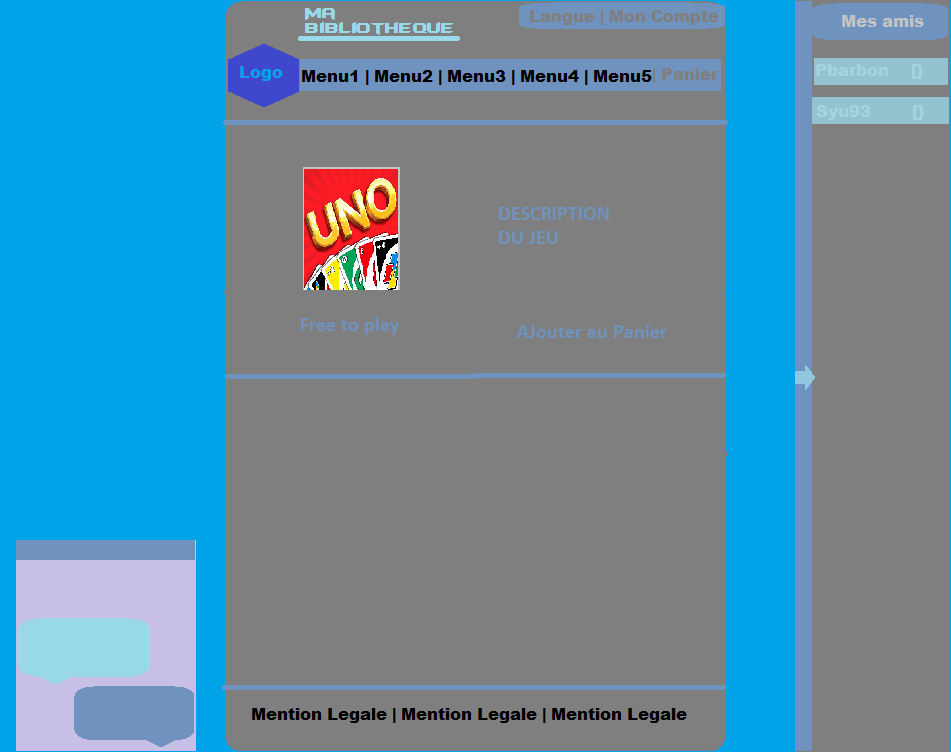 MA
BIBLIOTHEQUE
Langue | Mon Compte
Mes amis
Logo
Menu1 | Menu2 | Menu3 | Menu4 | Menu5| Panier
Pbarbon []
Syu93 []
UNO
DESCRIPTION
DU JEU
Free to play
AJouter au Panier
Mention Legale | Mention Legale | Mention Legale